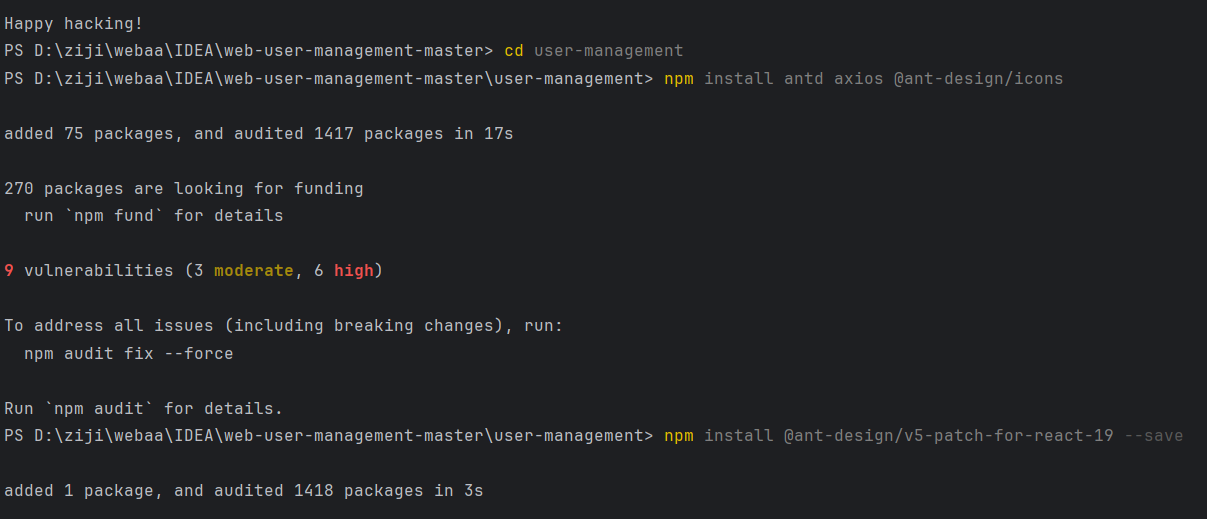 Happy hacking!
PS D:\ziji\webaa\IDEA\web-user-management-master> cd user-management
PS D:\ziji\webaa\IDEA\web-user-management-master\user-management> npm install antd axios @ant-design/icons
added 75 packages, and audited 1417 packages in 17s
270 packages are looking for funding
  run `npm fund` for details
9 vulnerabilities (3 moderate, 6 high)
To address all issues (including breaking changes), run:
  npm audit fix --force
Run `npm audit` for details.
PS D:\ziji\webaa\IDEA\web-user-management-master\user-management> npm install @ant-design/v5-patch-for-react-19 --save
added 1 package, and audited 1418 packages in 3s